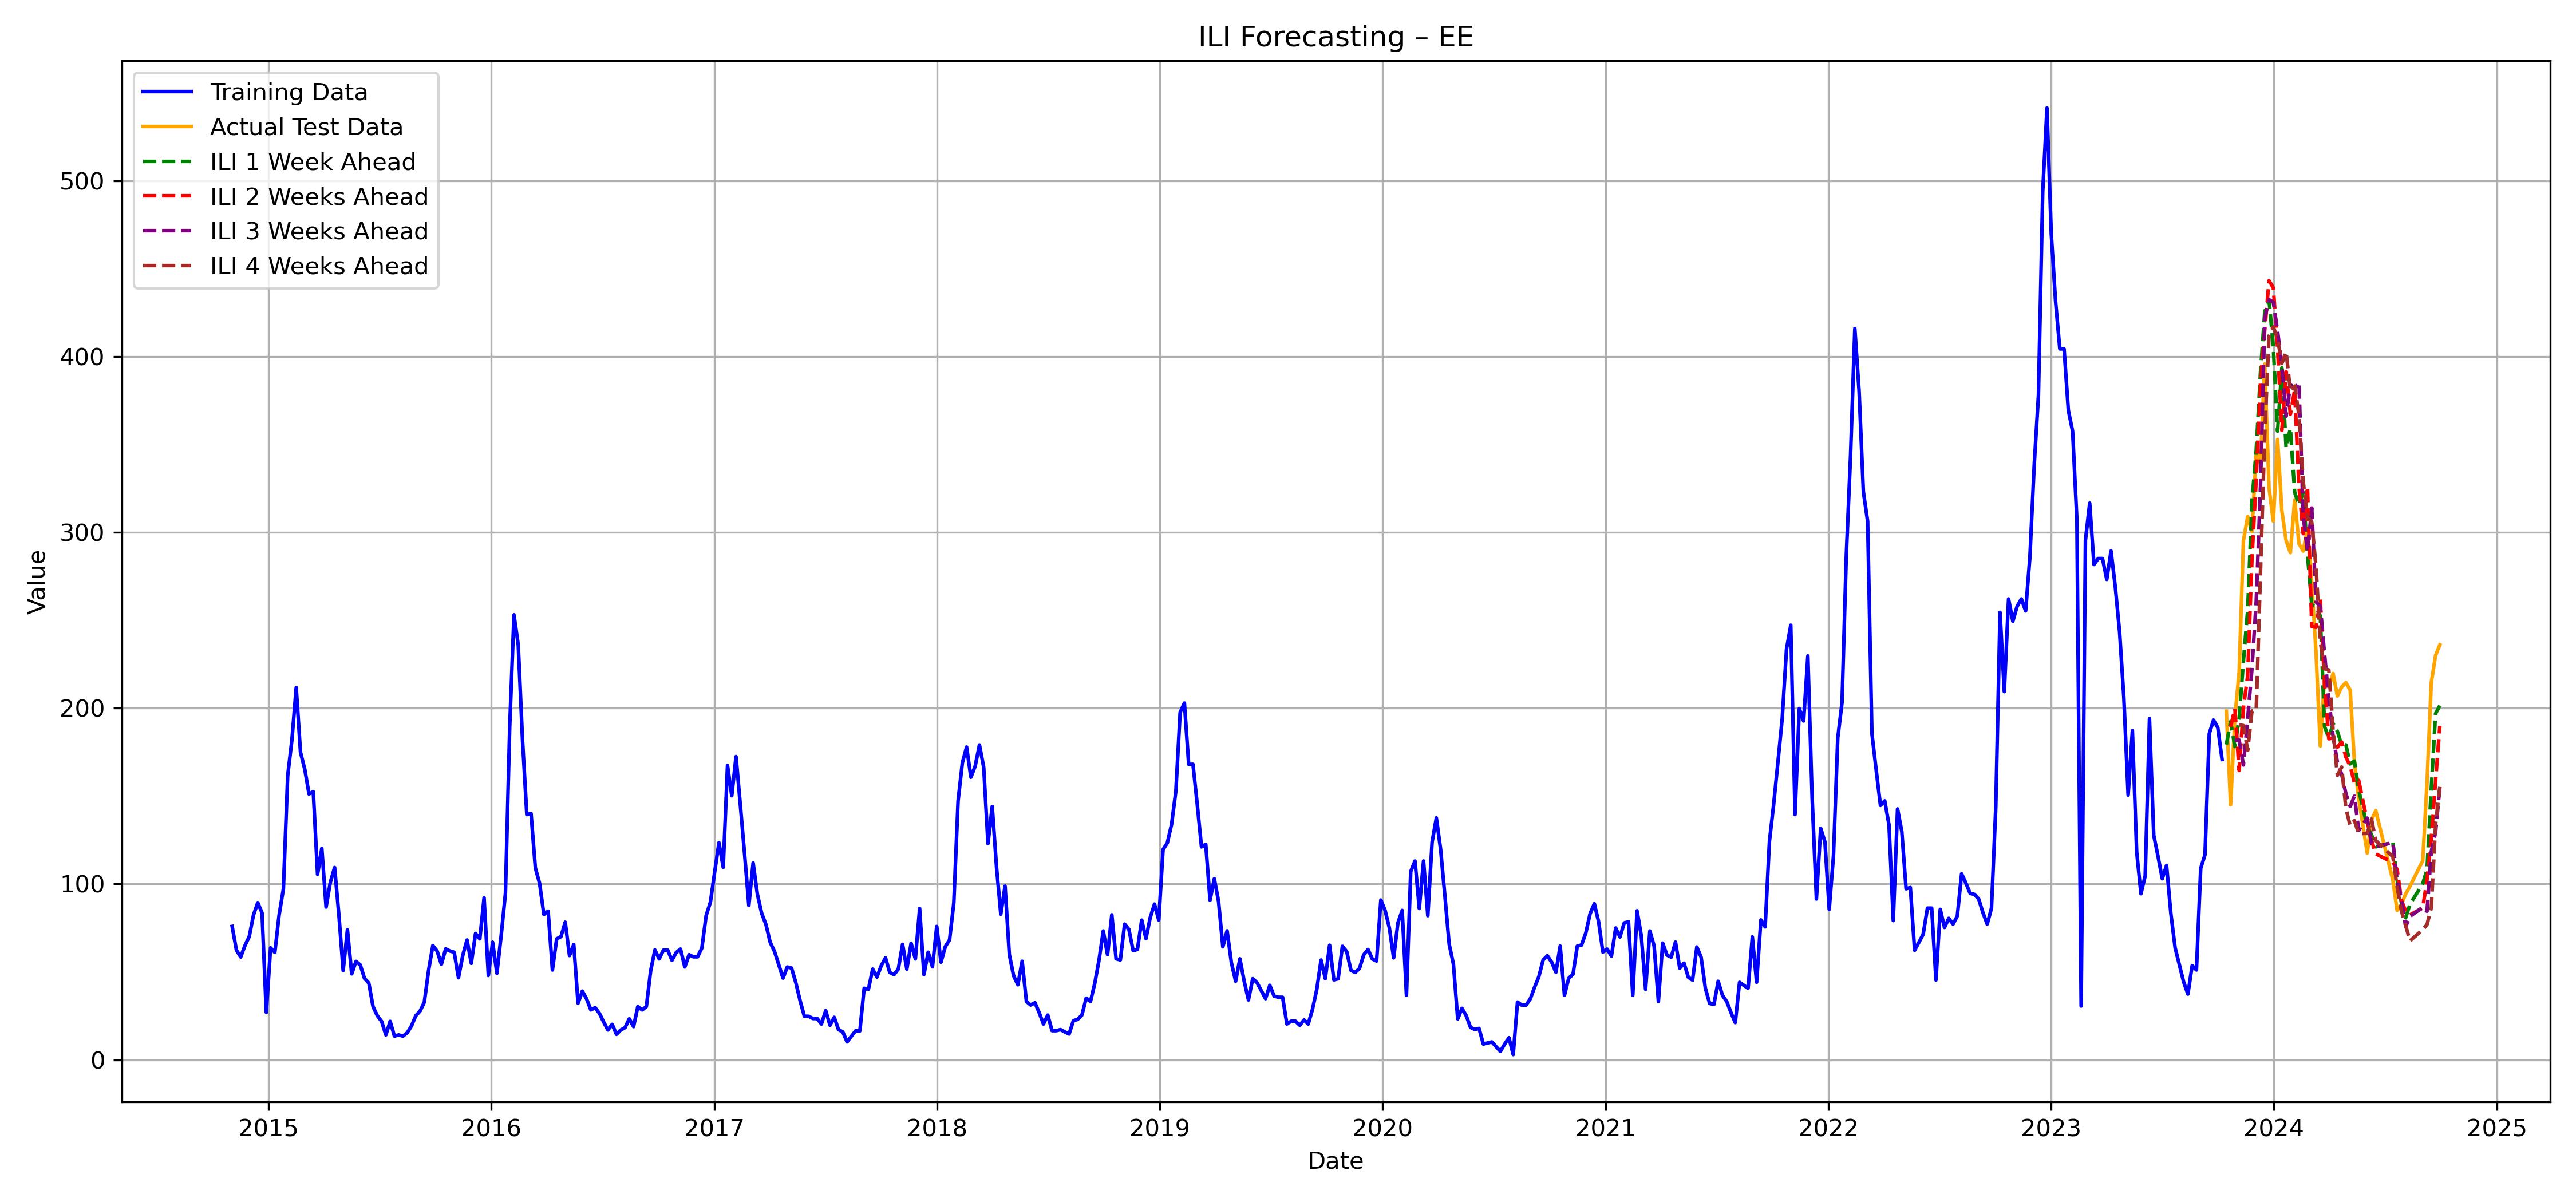 ILI Forecasting – EE
Training Data
Actual Test Data
ILI 1 Week Ahead
ILI 2 Weeks Ahead
ILI 3 Weeks Ahead
ILI 4 Weeks Ahead
Value
500
400
300
200
100
0
2015 2016 2017 2018 2019 2020 2021 2022 2023 2024 2025
Date